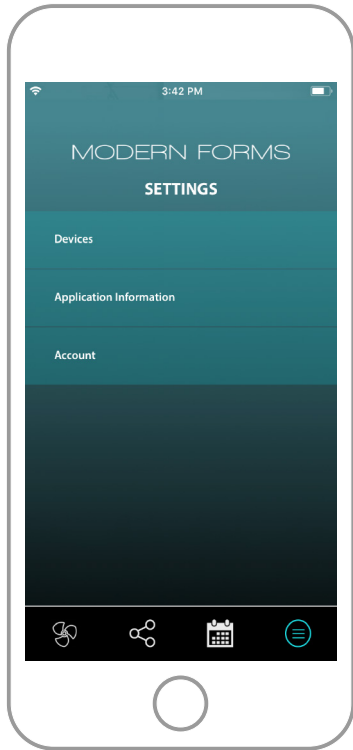 3:42 PM
MODERN FORMS
SETTINGS
Devices
Application Information
Account